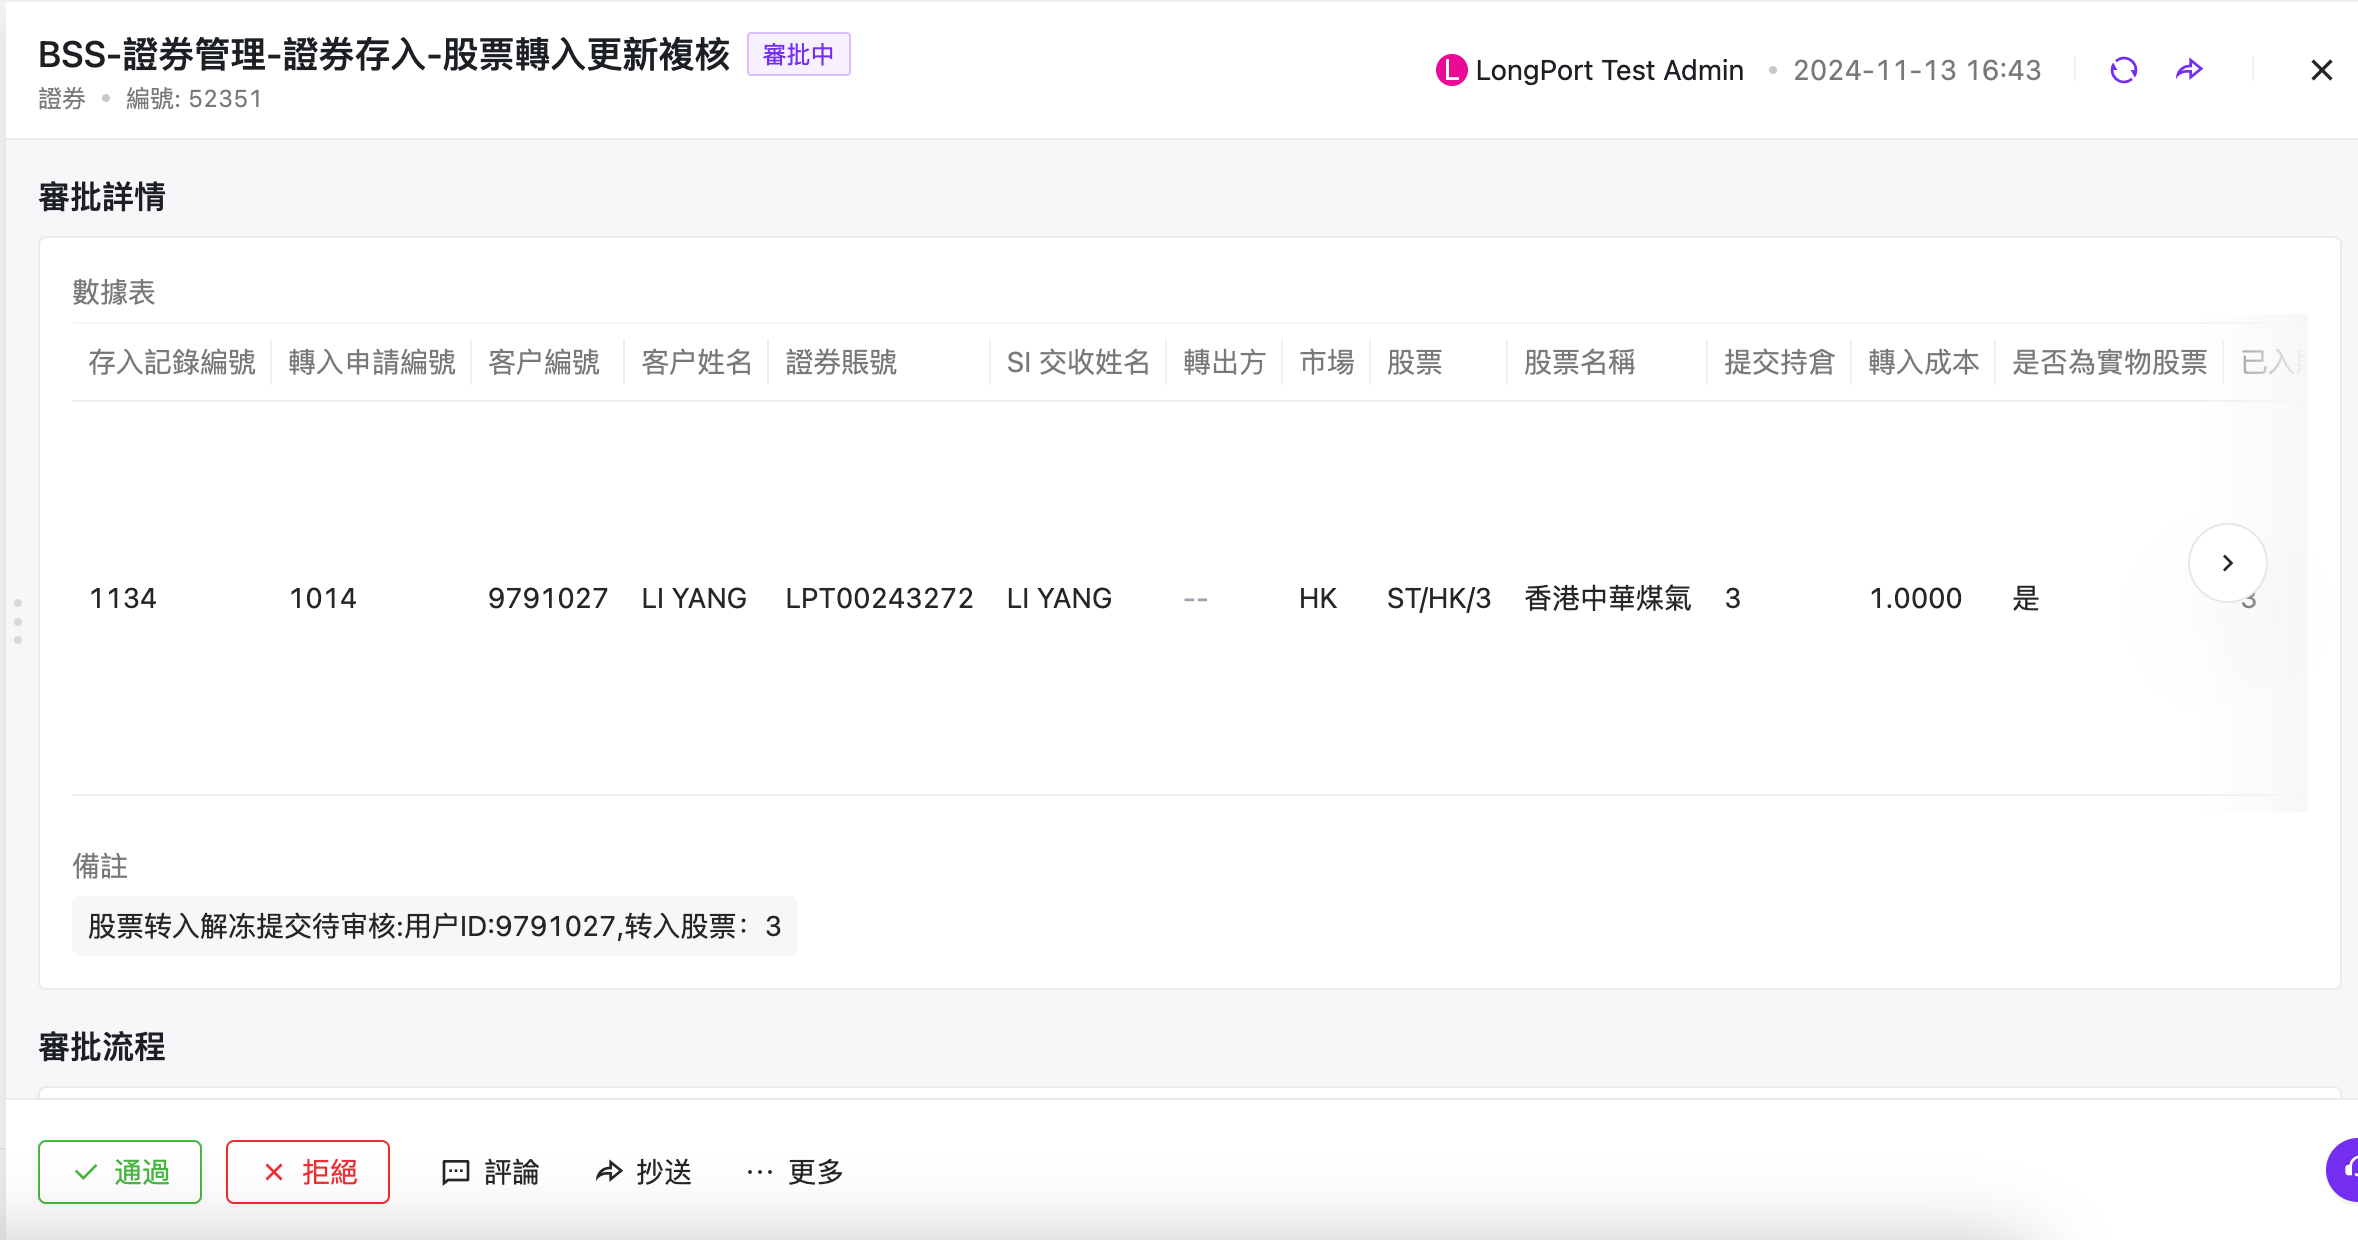 BSS-證券管理-證券存入-股票轉入更新複核 審批中
L LongPort Test Admin • 2024-11-13 16:43
證券 • 編號: 52351
審批詳情
數據表
存入記錄編號 轉入申請編號 客户編號 客户姓名 證券賬號 SI 交收姓名 轉出方 市場 股票 股票名稱 提交持倉 轉入成本 是否為實物股票 已入
1134 1014 9791027 LI YANG LPT00243272 LI YANG -- HK ST/HK/3 香港中華煤氣 3 1.0000 是 3
備註
股票转入解冻提交待审核:用户ID:9791027,转入股票：3
審批流程
通過 拒絕 評論 抄送 ··· 更多